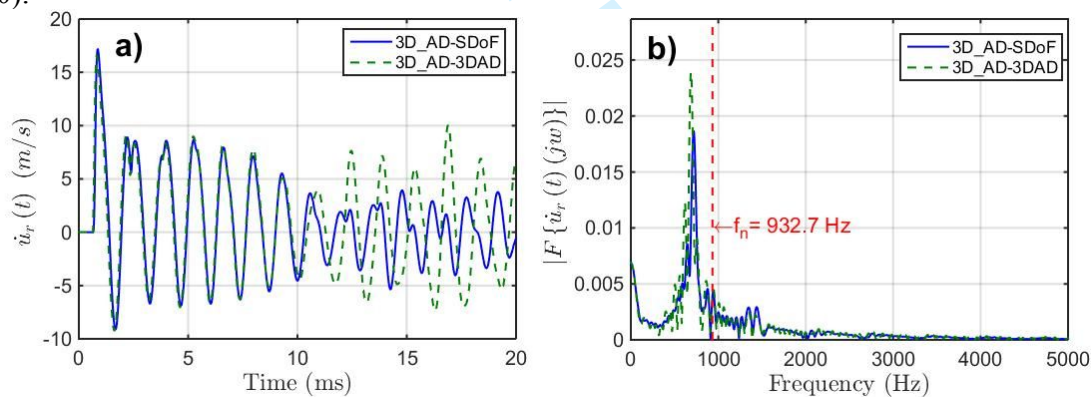 0).
a)
3D_AD-SDoF
3D_AD-3DAD
20
15
10
5
0
-5
-10
u̇r (t) (m/s)
0
5
10
15
20
Time (ms)
b)
3D_AD-SDoF
3D_AD-3DAD
0.025
0.02
0.015
0.01
0.005
0
|F {u̇r (t) (jw)}|
←fn= 932.7 Hz
0
1000
2000
3000
4000
5000
Frequency (Hz)